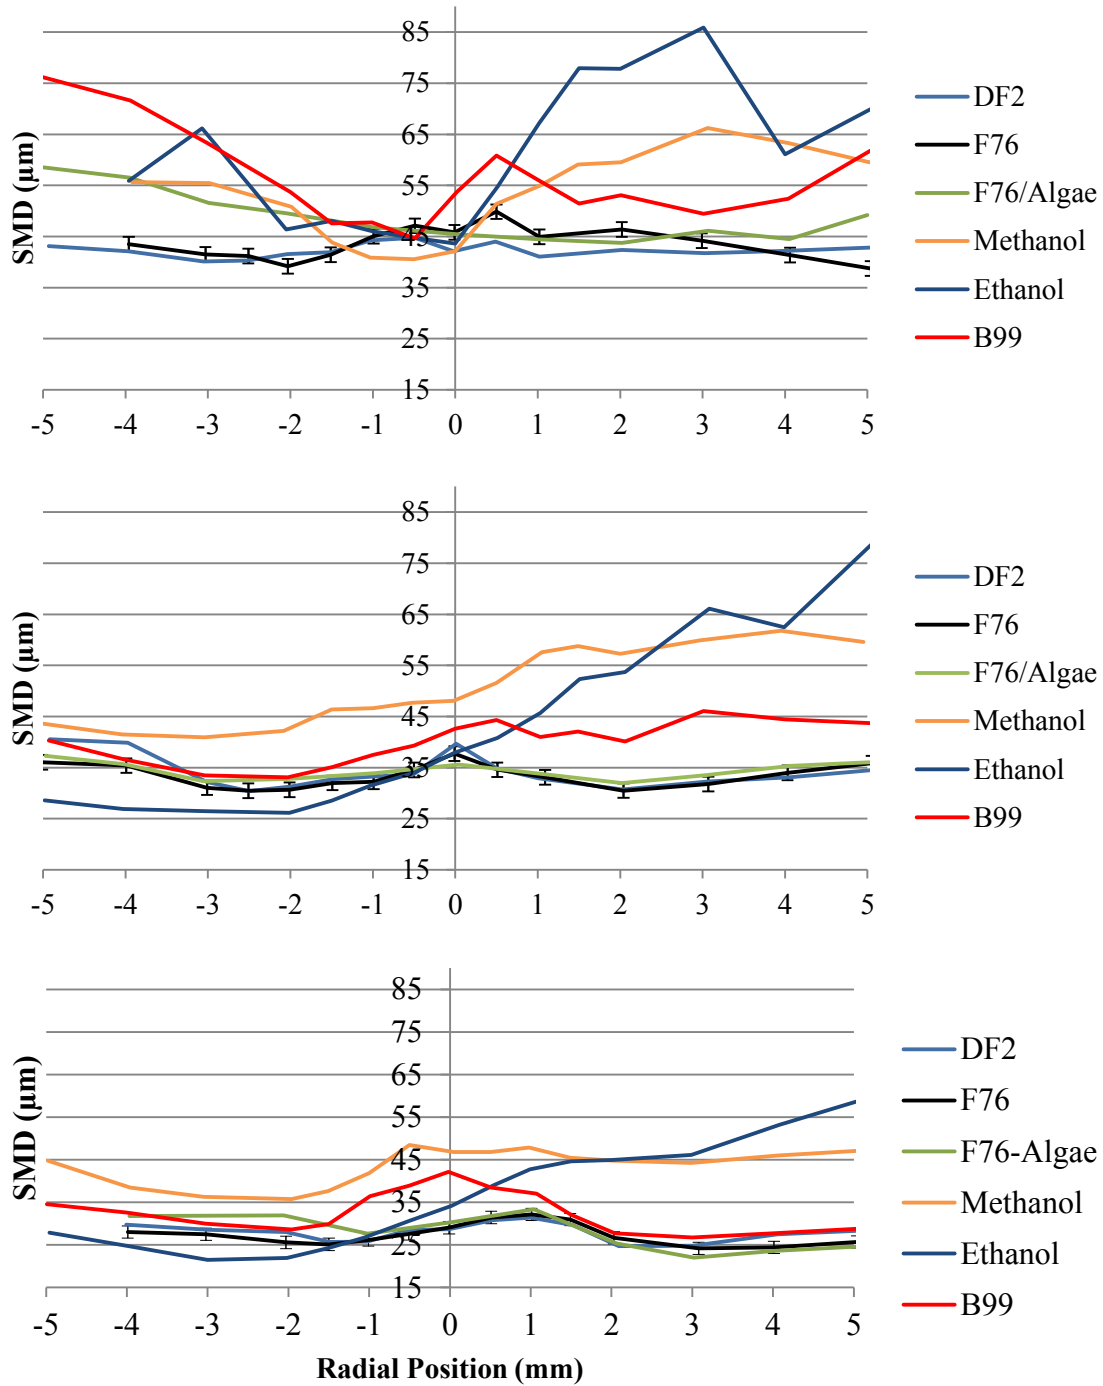 85
75
65
55
45
35
25
15
SMD (µm)
-5 -4 -3 -2 -1 0 1 2 3 4 5
DF2
F76
F76/Algae
Methanol
Ethanol
B99
85
75
65
55
45
35
25
15
SMD (µm)
-5 -4 -3 -2 -1 0 1 2 3 4 5
DF2
F76
F76/Algae
Methanol
Ethanol
B99
85
75
65
55
45
35
25
15
SMD (µm)
-5 -4 -3 -2 -1 0 1 2 3 4 5
Radial Position (mm)
DF2
F76
F76-Algae
Methanol
Ethanol
B99